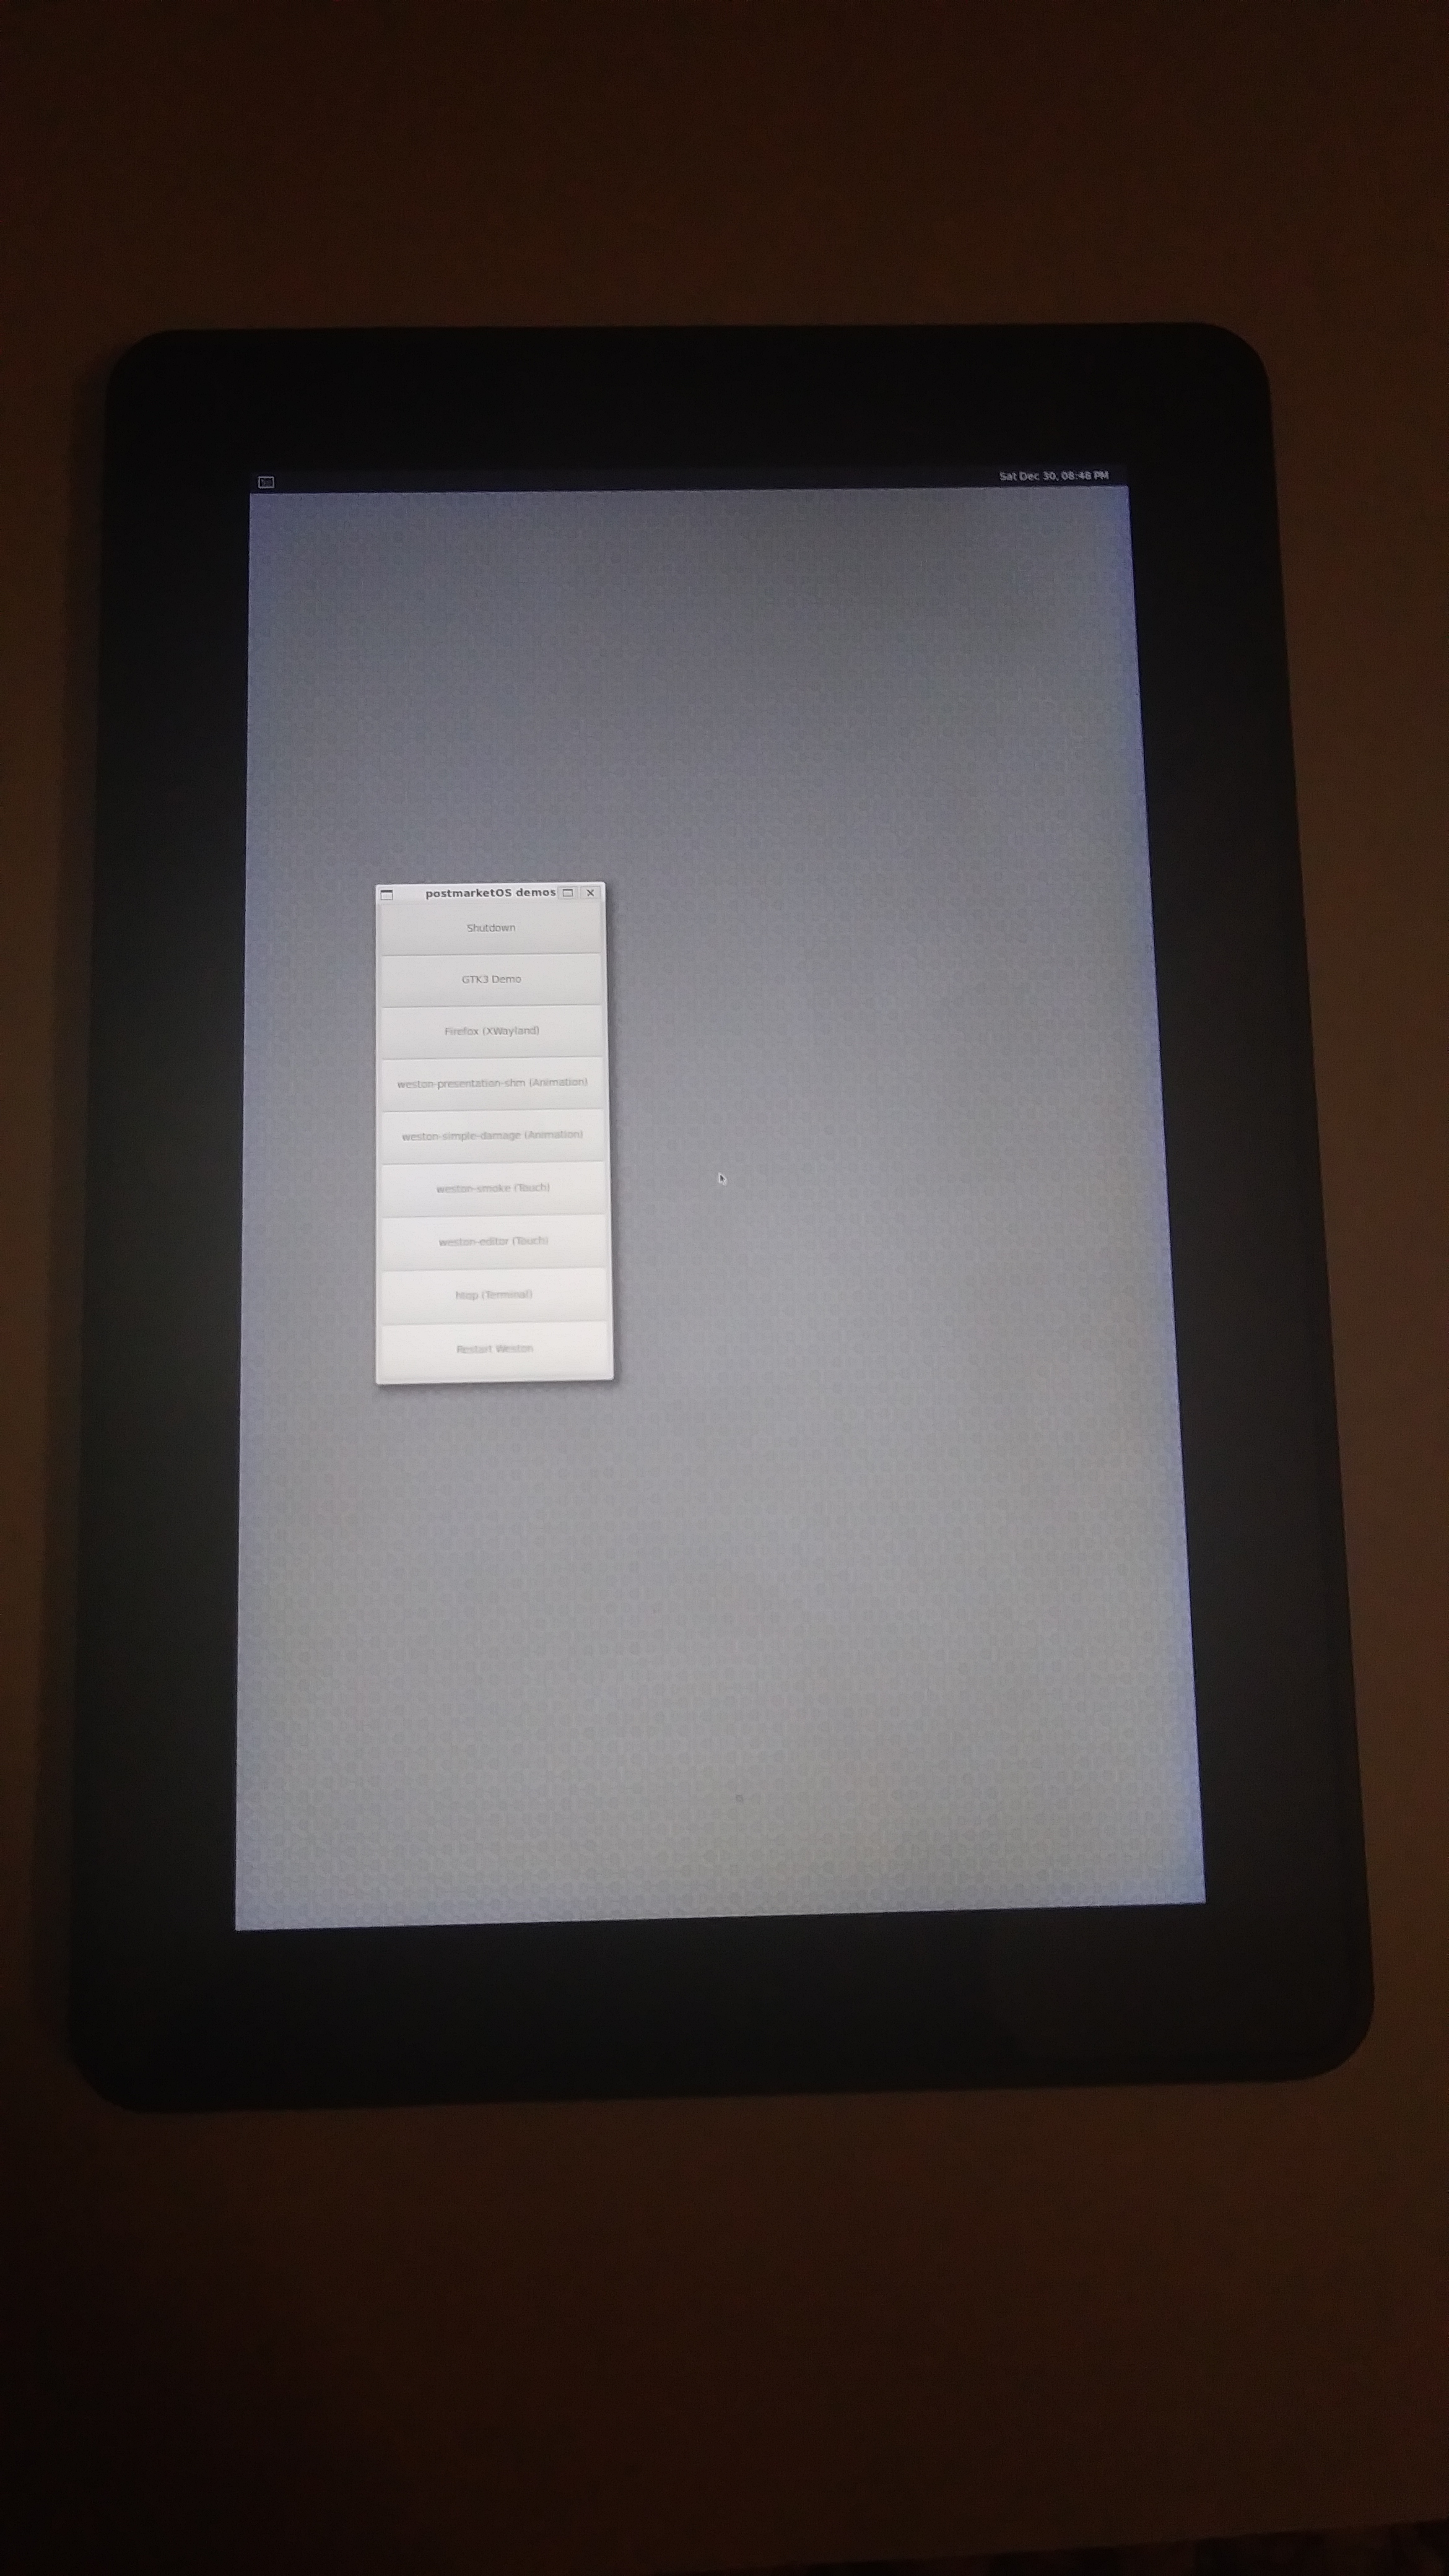 Sat Dec 30, 08:48 PM
postmarketOS demos
Shutdown
GTK3 Demo
Firefox (XWayland)
weston-presentation-shm (Animation)
weston-simple-damage (Animation)
weston-smoke (Touch)
weston-editor (Touch)
htop (Terminal)
Restart Weston